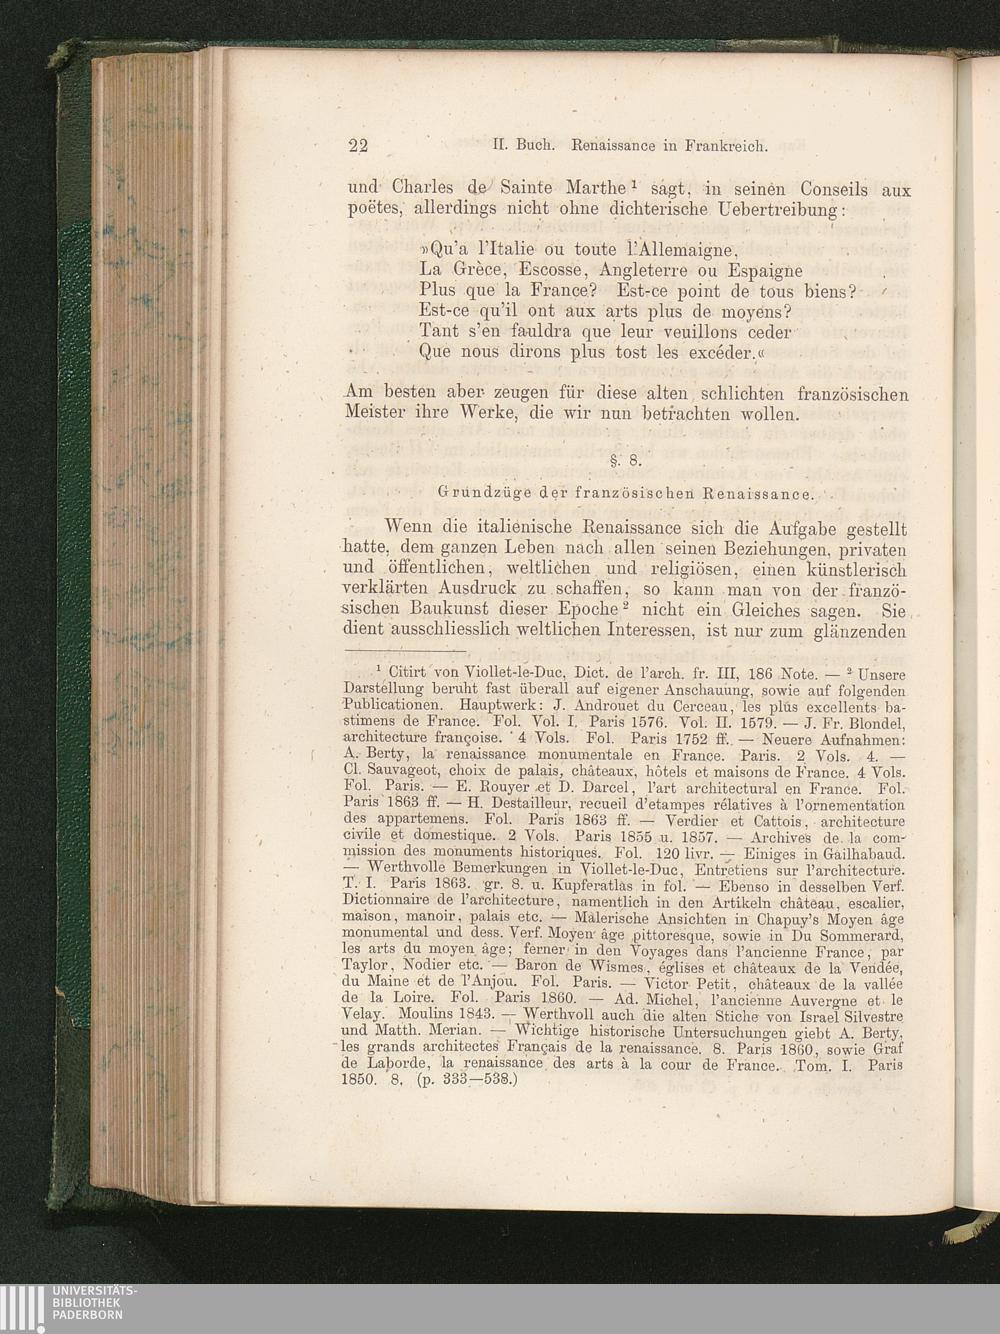 22 II. Buch. Renaissance in Frankreich.
und Charles de Sainte Marthe ¹ sagt, in seinen Conseils aux
poëtes, allerdings nicht ohne dichterische Uebertreibung:
»Qu'a l'Italie ou toute l'Allemaigne,
La Grèce, Escosse, Angleterre ou Espaigne
Plus que la France? Est-ce point de tous biens?
Est-ce qu'il ont aux arts plus de moyens?
Tant s'en fauldra que leur veuillons ceder
Que nous dirons plus tost les excéder.«
Am besten aber zeugen für diese alten schlichten französischen
Meister ihre Werke, die wir nun betrachten wollen.
§. 8.
Grundzüge der französischen Renaissance.
Wenn die italienische Renaissance sich die Aufgabe gestellt
hatte, dem ganzen Leben nach allen seinen Beziehungen, privaten
und öffentlichen, weltlichen und religiösen, einen künstlerisch
verklärten Ausdruck zu schaffen, so kann man von der franzö-
sischen Baukunst dieser Epoche ² nicht ein Gleiches sagen. Sie
dient ausschliesslich weltlichen Interessen, ist nur zum glänzenden
¹ Citirt von Viollet-le-Duc, Dict. de l'arch. fr. III, 186 Note. — ² Unsere
Darstellung beruht fast überall auf eigener Anschauung, sowie auf folgenden
Publicationen. Hauptwerk: J. Androuet du Cerceau, les plus excellents ba-
stimens de France. Fol. Vol. I. Paris 1576. Vol. II. 1579. — J. Fr. Blondel,
architecture françoise. 4 Vols. Fol. Paris 1752 ff. — Neuere Aufnahmen:
A. Berty, la renaissance monumentale en France. Paris. 2 Vols. 4. —
Cl. Sauvageot, choix de palais, châteaux, hôtels et maisons de France. 4 Vols.
Fol. Paris. — E. Rouyer et D. Darcel, l'art architectural en France. Fol.
Paris 1863 ff. — H. Destailleur, recueil d'etampes rélatives à l'ornementation
des appartemens. Fol. Paris 1863 ff. — Verdier et Cattois, architecture
civile et domestique. 2 Vols. Paris 1855 u. 1857. — Archives de la com-
mission des monuments historiques. Fol. 120 livr. — Einiges in Gailhabaud.
— Werthvolle Bemerkungen in Viollet-le-Duc, Entretiens sur l'architecture.
T. I. Paris 1863. gr. 8. u. Kupferatlas in fol. — Ebenso in desselben Verf.
Dictionnaire de l'architecture, namentlich in den Artikeln château, escalier,
maison, manoir, palais etc. — Malerische Ansichten in Chapuy's Moyen âge
monumental und dess. Verf. Moyen âge pittoresque, sowie in Du Sommerard,
les arts du moyen âge; ferner in den Voyages dans l'ancienne France, par
Taylor, Nodier etc. — Baron de Wismes, églises et châteaux de la Vendée,
du Maine et de l'Anjou. Fol. Paris. — Victor Petit, châteaux de la vallée
de la Loire. Fol. Paris 1860. — Ad. Michel, l'ancienne Auvergne et le
Velay. Moulins 1843. — Werthvoll auch die alten Stiche von Israel Silvestre
und Matth. Merian. — Wichtige historische Untersuchungen giebt A. Berty,
les grands architectes Français de la renaissance. 8. Paris 1860, sowie Graf
de Laborde, la renaissance des arts à la cour de France. Tom. I. Paris
1850. 8. (p. 333—538.)
UNIVERSITÄTS-
BIBLIOTHEK
PADERBORN